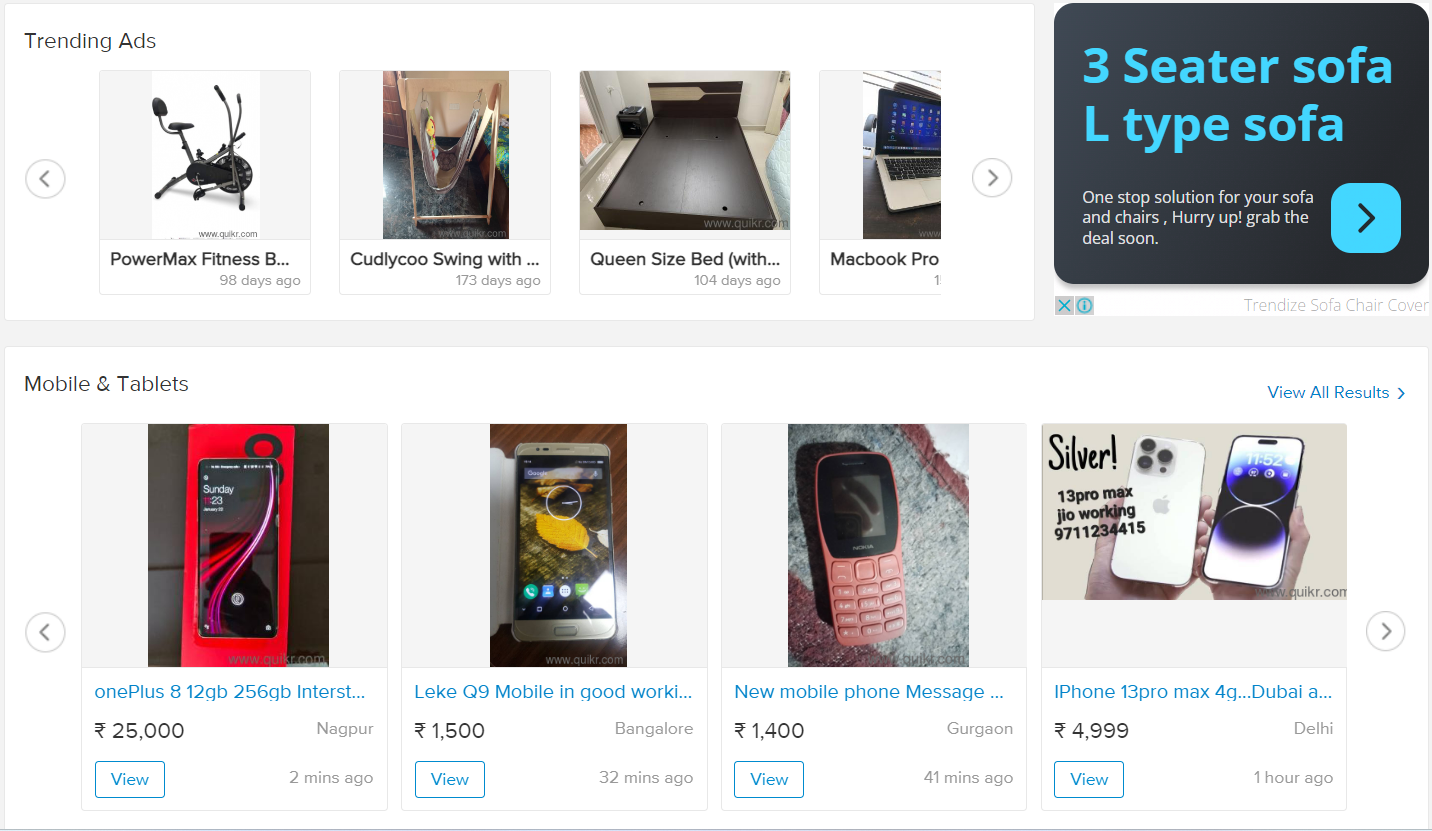 Trending Ads
www.quikr.com
PowerMax Fitness B...
98 days ago
www.quikr.com
Cudlycoo Swing with ...
173 days ago
www.quikr.com
Queen Size Bed (with...
104 days ago
Macbook Pro
3 Seater sofa
L type sofa
One stop solution for your sofa
and chairs , Hurry up! grab the
deal soon.
Trendize Sofa Chair Cover
Mobile & Tablets
View All Results
Sunday
www.quikr.com
onePlus 8 12gb 256gb Interst...
₹ 25,000
Nagpur
View
2 mins ago
Google
www.quikr.com
Leke Q9 Mobile in good worki...
₹ 1,500
Bangalore
View
32 mins ago
NOKIA
www.quikr.com
New mobile phone Message ...
₹ 1,400
Gurgaon
View
41 mins ago
Silver!
13pro max
jio working
9711234415
11:52
www.quikr.com
IPhone 13pro max 4g...Dubai a...
₹ 4,999
Delhi
View
1 hour ago